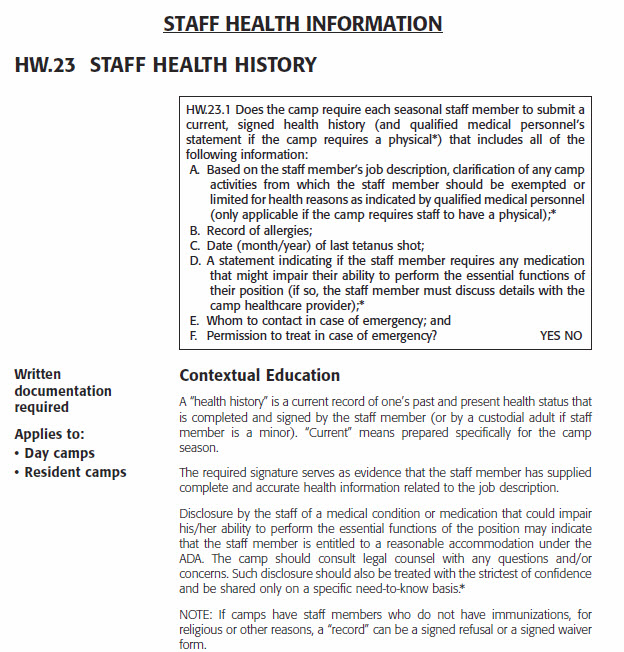 STAFF HEALTH INFORMATION
HW.23 STAFF HEALTH HISTORY
HW.23.1 Does the camp require each seasonal staff member to submit a
current, signed health history (and qualified medical personnel's
statement if the camp requires a physical*) that includes all of the
following information:
A. Based on the staff member's job description, clarification of any camp
activities from which the staff member should be exempted or
limited for health reasons as indicated by qualified medical personnel
(only applicable if the camp requires staff to have a physical);*
B. Record of allergies;
C. Date (month/year) of last tetanus shot;
D. A statement indicating if the staff member requires any medication
that might impair their ability to perform the essential functions of
their position (if so, the staff member must discuss details with the
camp healthcare provider);*
E. Whom to contact in case of emergency; and
F. Permission to treat in case of emergency? YES NO
Written
documentation
required
Applies to:
• Day camps
• Resident camps
Contextual Education
A "health history" is a current record of one's past and present health status that
is completed and signed by the staff member (or by a custodial adult if staff
member is a minor). "Current" means prepared specifically for the camp
season.
The required signature serves as evidence that the staff member has supplied
complete and accurate health information related to the job description.
Disclosure by the staff of a medical condition or medication that could impair
his/her ability to perform the essential functions of the position may indicate
that the staff member is entitled to a reasonable accommodation under the
ADA. The camp should consult legal counsel with any questions and/or
concerns. Such disclosure should also be treated with the strictest of confidence
and be shared only on a specific need-to-know basis.*
NOTE: If camps have staff members who do not have immunizations, for
religious or other reasons, a "record" can be a signed refusal or a signed waiver
form.